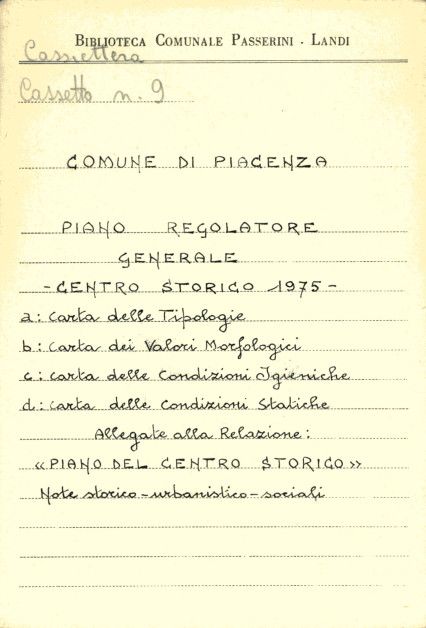 BIBLIOTECA COMUNALE PASSERINI - LANDI
Cassettiera
Cassetto n. 9
COMUNE DI PIACENZA
PIANO REGOLATORE
GENERALE
- CENTRO STORICO 1975 -
a: Carta delle Tipologie
b: Carta dei Valori Morfologici
c: Carta delle Condizioni Igieniche
d: Carta delle Condizioni Statiche
Allegate alla Relazione:
«PIANO DEL CENTRO STORICO»
Note storico-urbanistico-sociali